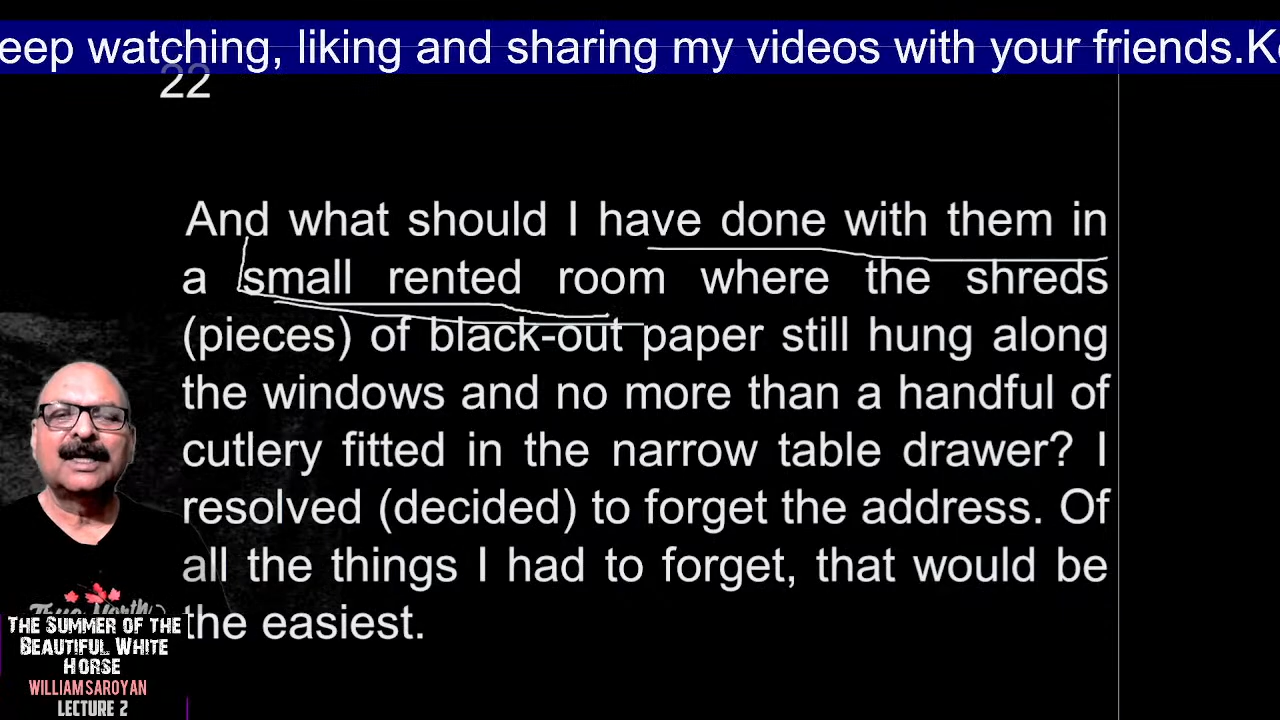 eep watching, liking and sharing my videos with your friends.K
22
And what should I have done with them in
a small rented room where the shreds
(pieces) of black-out paper still hung along
the windows and no more than a handful of
cutlery fitted in the narrow table drawer? I
resolved (decided) to forget the address. Of
all the things I had to forget, that would be
the easiest.
True North
The Summer of the
Beautiful White
Horse
William Saroyan
Lecture 2